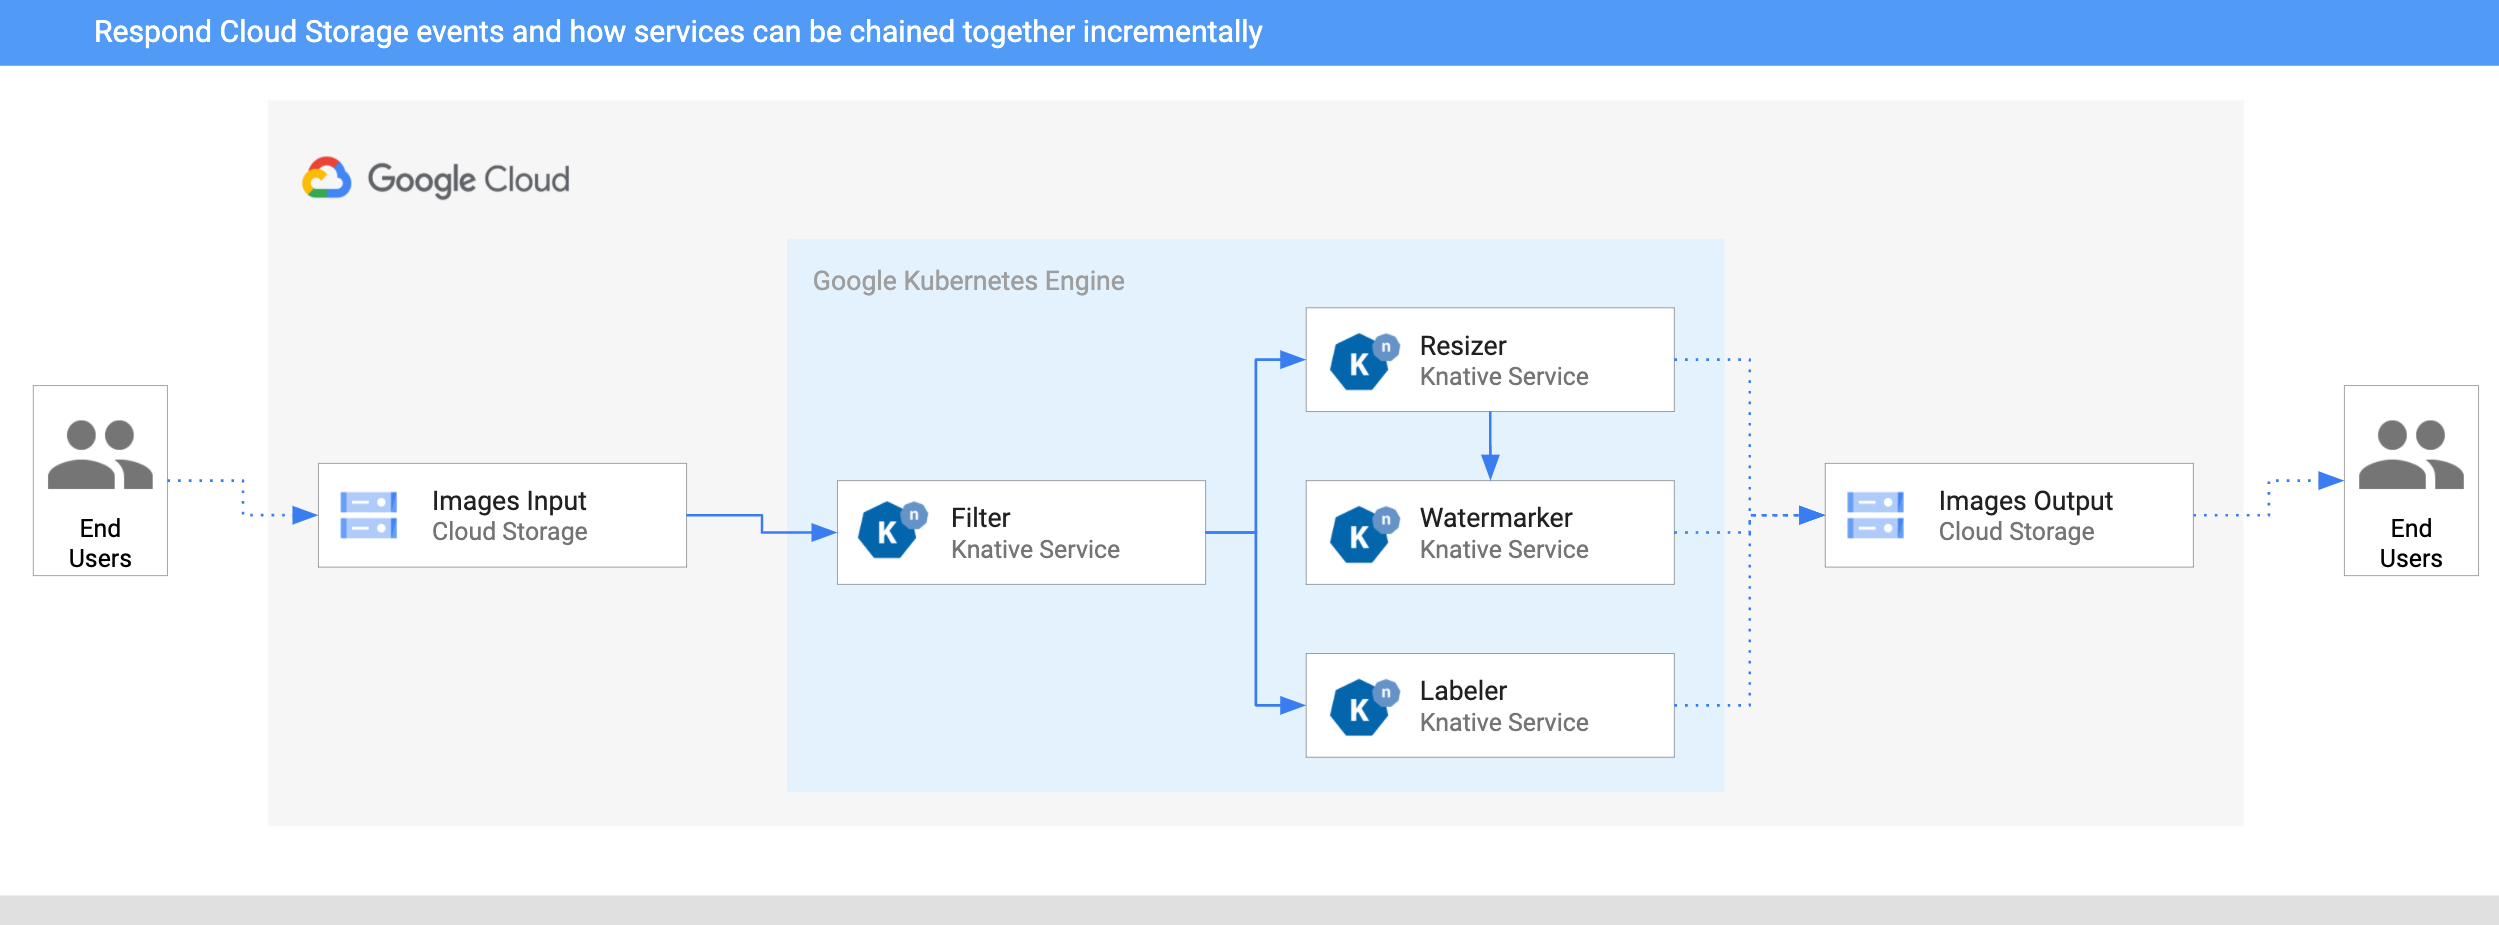 Respond Cloud Storage events and how services can be chained together incrementally
Google Cloud
Google Kubernetes Engine
End
Users
Images Input
Cloud Storage
K
n
Filter
Knative Service
K
n
Resizer
Knative Service
K
n
Watermarker
Knative Service
K
n
Labeler
Knative Service
Images Output
Cloud Storage
End
Users